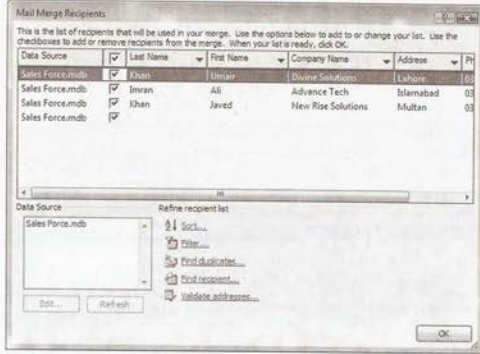 Mail Merge Recipients
This is the list of recipients that will be used in your merge. Use the options below to add to or change your list. Use the
checkboxes to add or remove recipients from the merge. When your list is ready, click OK.
Data Source Last Name First Name Company Name Address Ph
Sales Force.mdb Khan Umair Divine Solutions Lahore 03
Sales Force.mdb Imran Ali Advance Tech Islamabad 03
Sales Force.mdb Khan Javed New Rise Solutions Multan 03
Sales Force.mdb
Data Source Refine recipient list
Sales Force.mdb Sort...
Filter...
Find duplicates...
Find recipient...
Validate addresses...
Edit... Refresh
OK